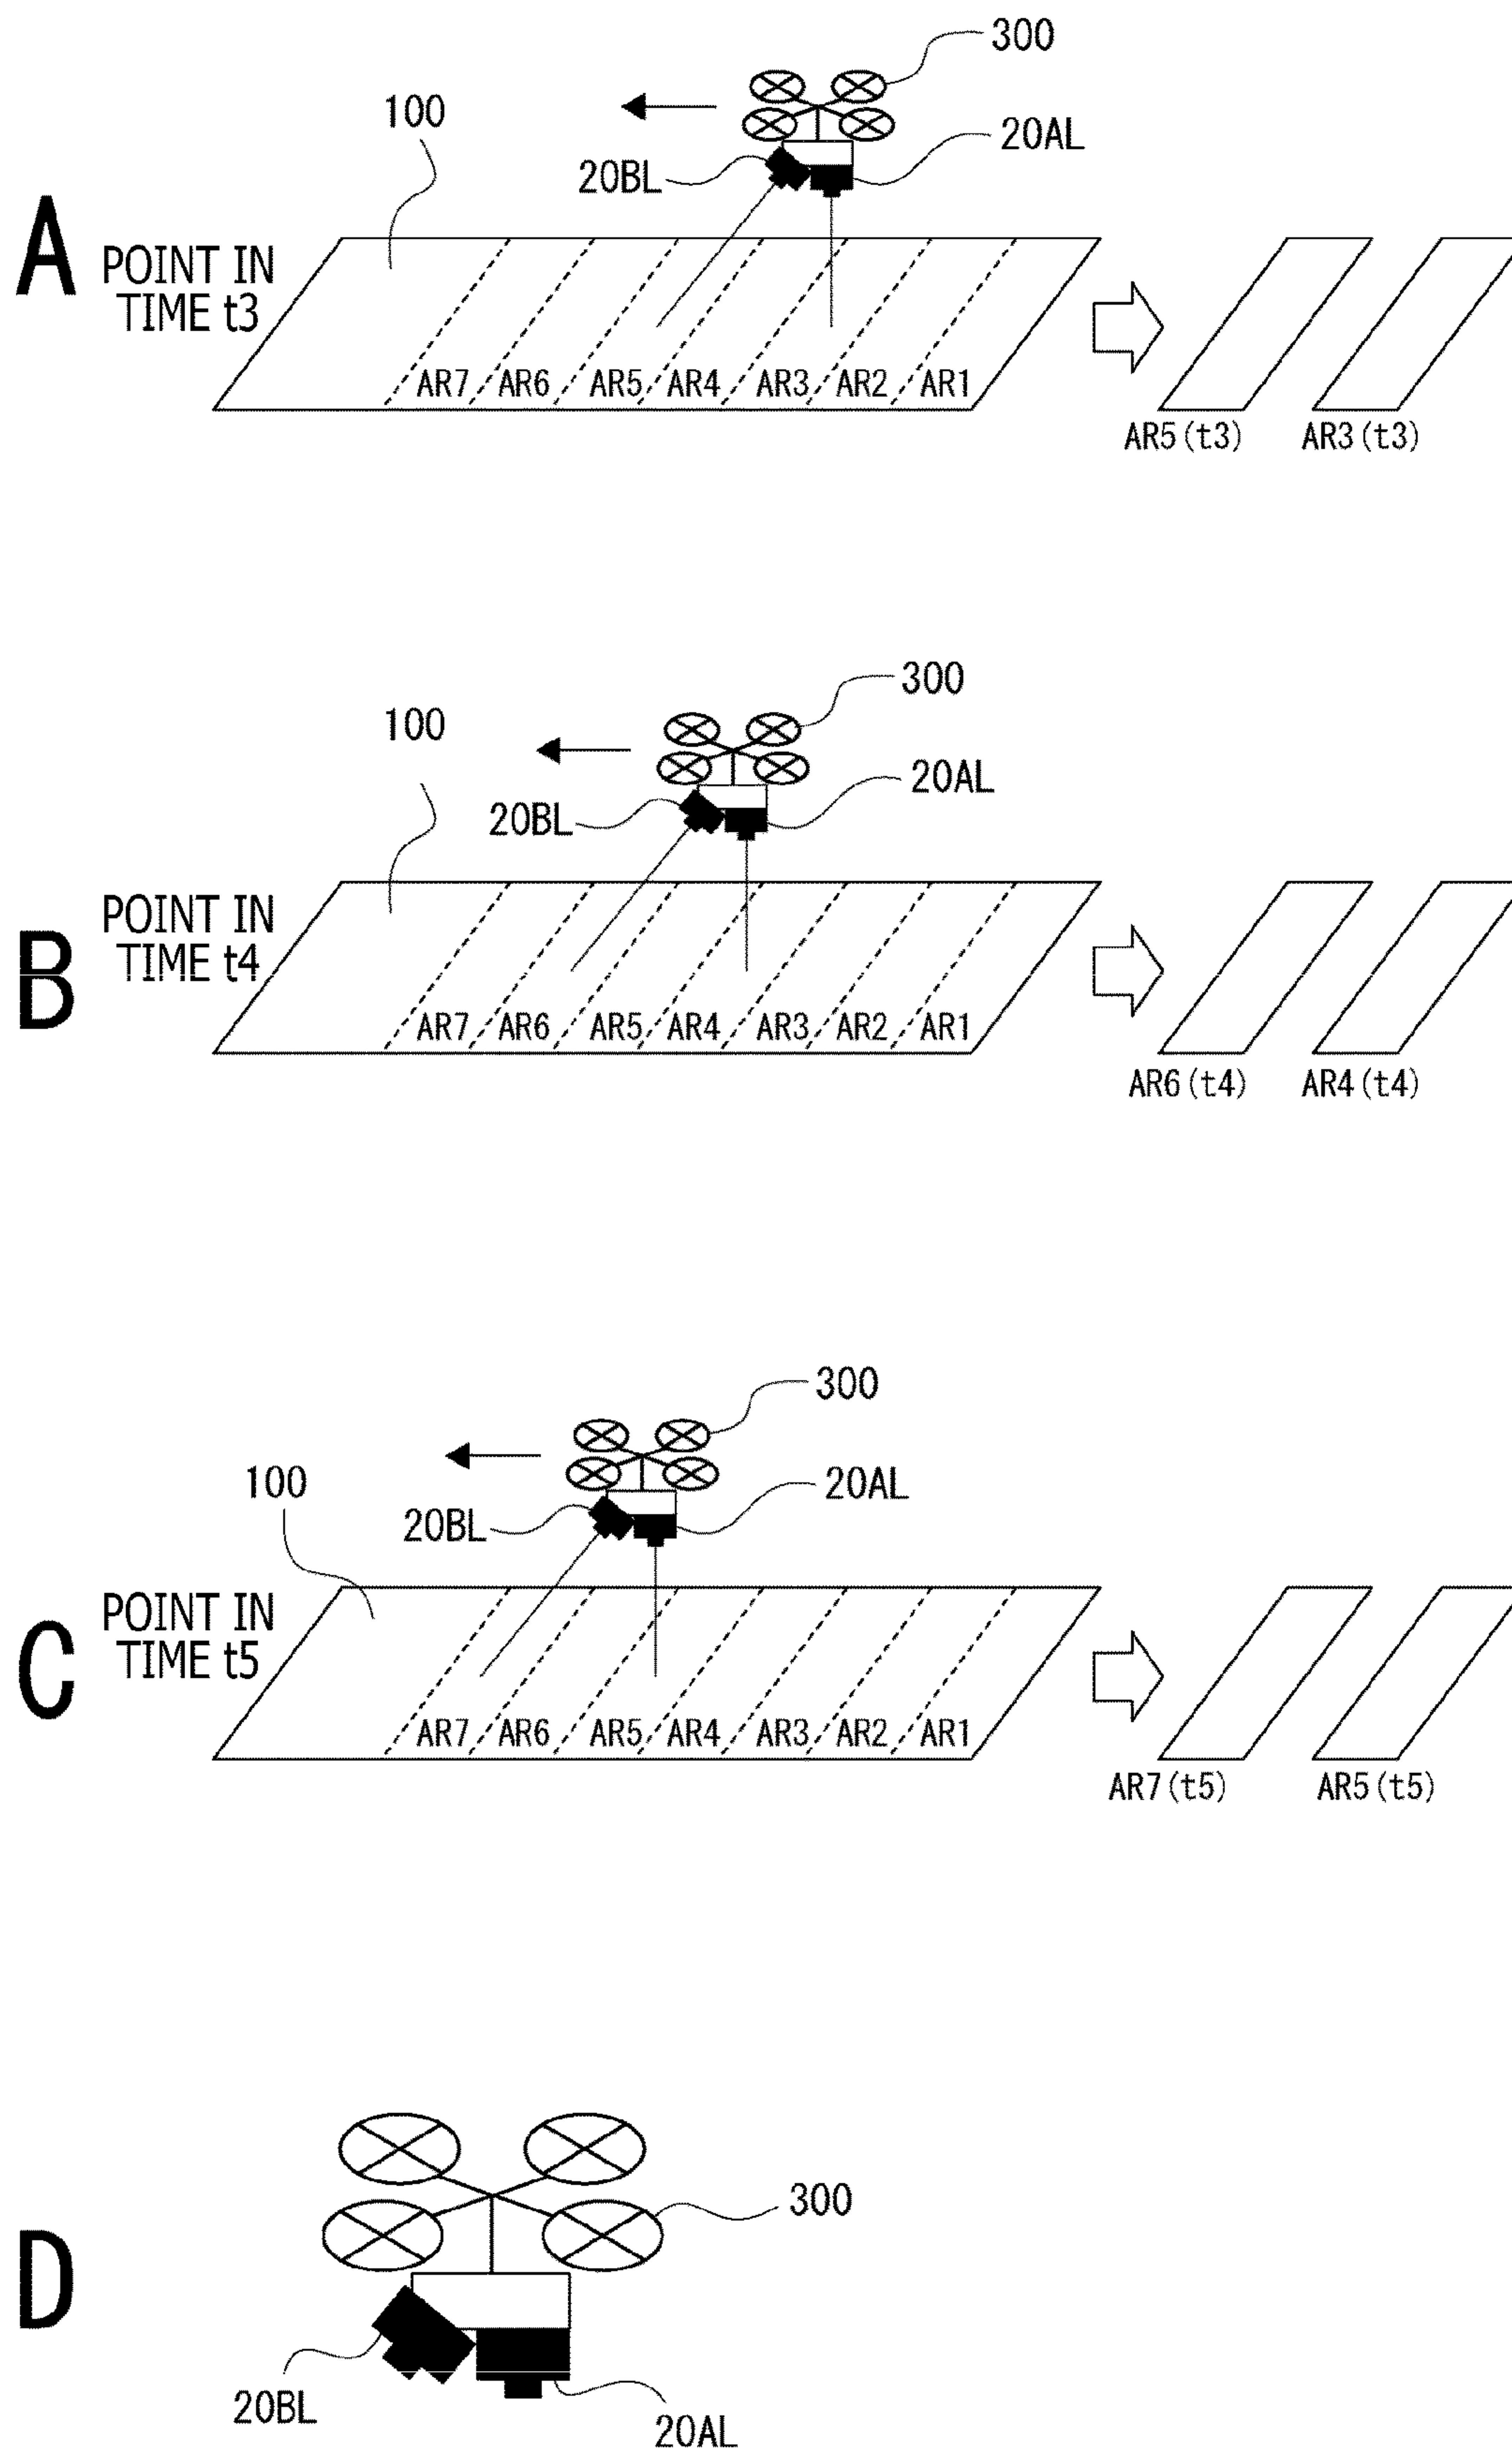 300
100
20AL
20BL
A
POINT IN
TIME t3
AR7 AR6 AR5 AR4 AR3 AR2 AR1
AR5(t3) AR3(t3)
300
100
20AL
20BL
B
POINT IN
TIME t4
AR7 AR6 AR5 AR4 AR3 AR2 AR1
AR6(t4) AR4(t4)
300
100
20AL
20BL
C
POINT IN
TIME t5
AR7 AR6 AR5 AR4 AR3 AR2 AR1
AR7(t5) AR5(t5)
D
300
20BL
20AL